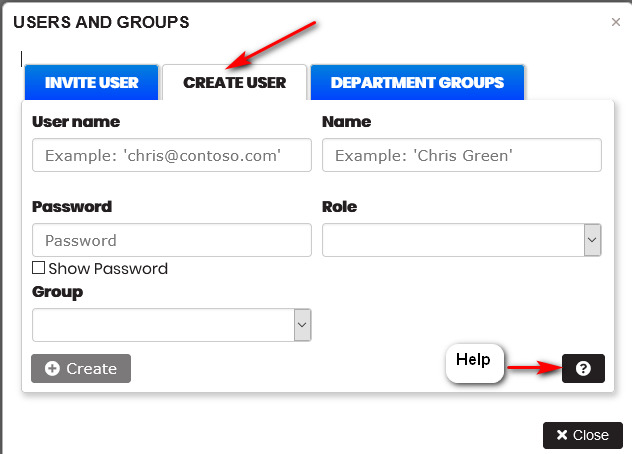 USERS AND GROUPS ×
INVITE USER CREATE USER DEPARTMENT GROUPS
User name Name
Example: 'chris@contoso.com' Example: 'Chris Green'
Password Role
Password
Show Password
Group
Create Help ?
Close